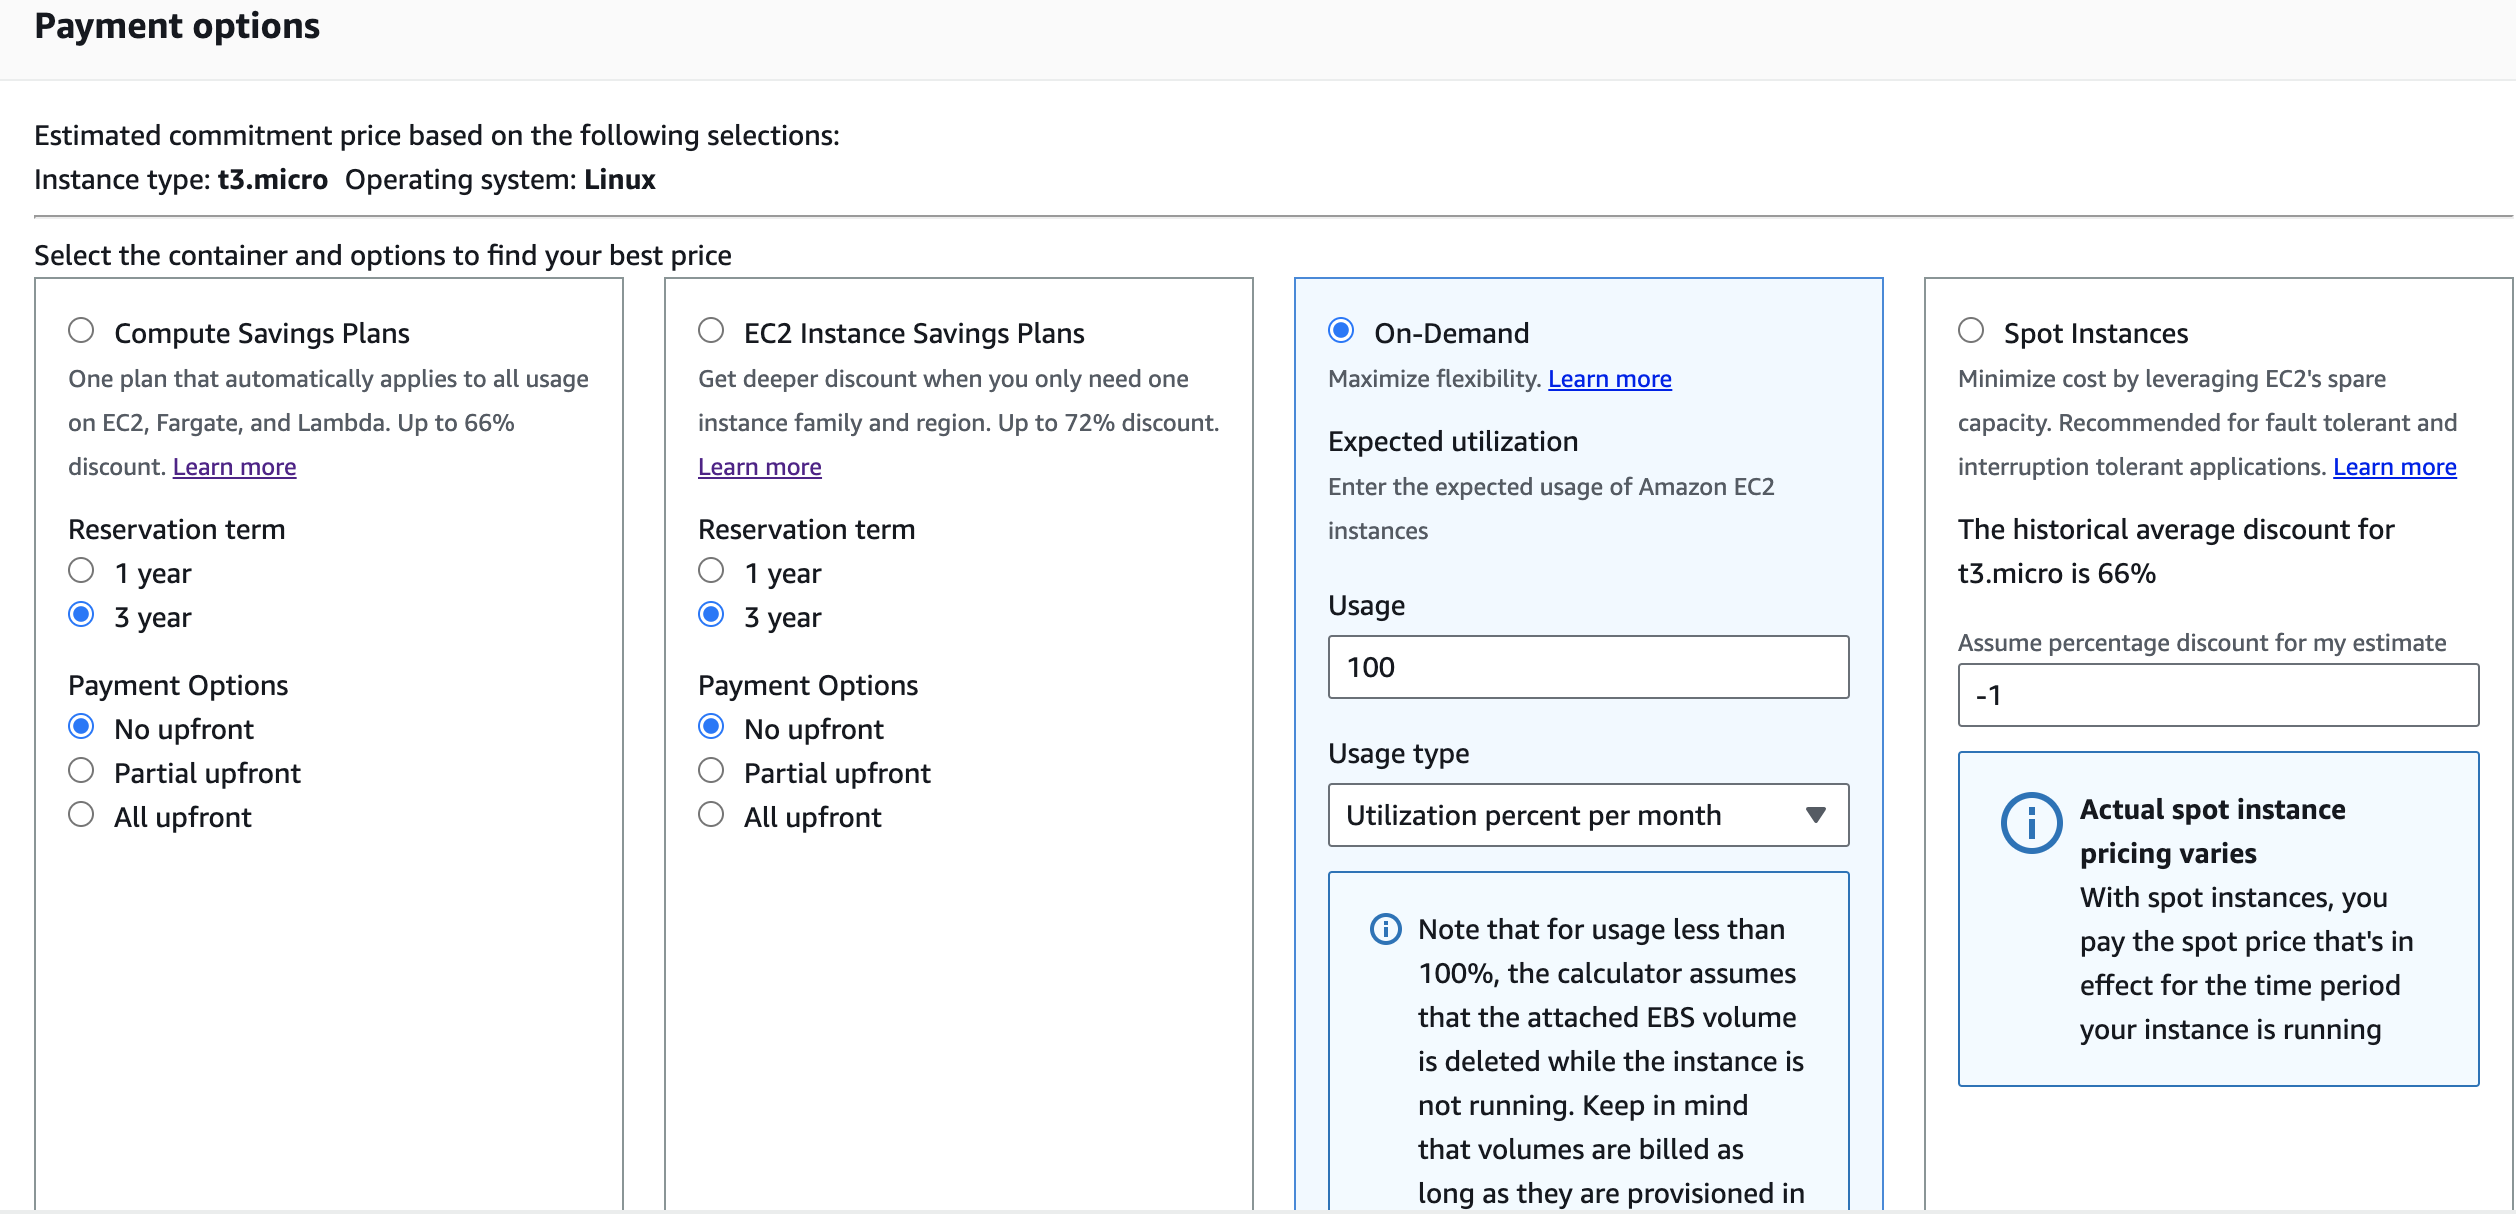 Payment options
Estimated commitment price based on the following selections:
Instance type: t3.micro Operating system: Linux
Select the container and options to find your best price
Compute Savings Plans
One plan that automatically applies to all usage
on EC2, Fargate, and Lambda. Up to 66%
discount. Learn more
Reservation term
1 year
3 year
Payment Options
No upfront
Partial upfront
All upfront
EC2 Instance Savings Plans
Get deeper discount when you only need one
instance family and region. Up to 72% discount.
Learn more
Reservation term
1 year
3 year
Payment Options
No upfront
Partial upfront
All upfront
On-Demand
Maximize flexibility. Learn more
Expected utilization
Enter the expected usage of Amazon EC2
instances
Usage
100
Usage type
Utilization percent per month
Note that for usage less than
100%, the calculator assumes
that the attached EBS volume
is deleted while the instance is
not running. Keep in mind
that volumes are billed as
long as they are provisioned in
Spot Instances
Minimize cost by leveraging EC2's spare
capacity. Recommended for fault tolerant and
interruption tolerant applications. Learn more
The historical average discount for
t3.micro is 66%
Assume percentage discount for my estimate
-1
Actual spot instance
pricing varies
With spot instances, you
pay the spot price that's in
effect for the time period
your instance is running